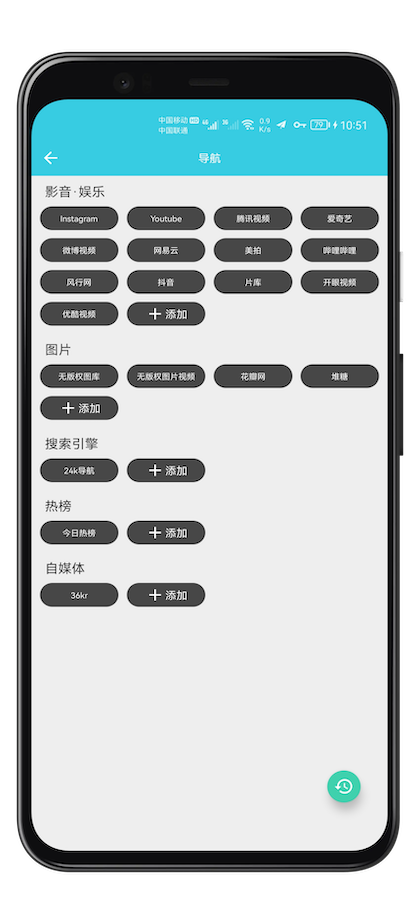 中国移动 HD 4G 3G 0.9 K/s 79 10:51
中国联通
导航
影音·娱乐
Instagram Youtube 腾讯视频 爱奇艺
微博视频 网易云 美拍 哔哩哔哩
风行网 抖音 片库 开眼视频
优酷视频 添加
图片
无版权图库 无版权图片视频 花瓣网 堆糖
添加
搜索引擎
24k导航 添加
热榜
今日热榜 添加
自媒体
36kr 添加